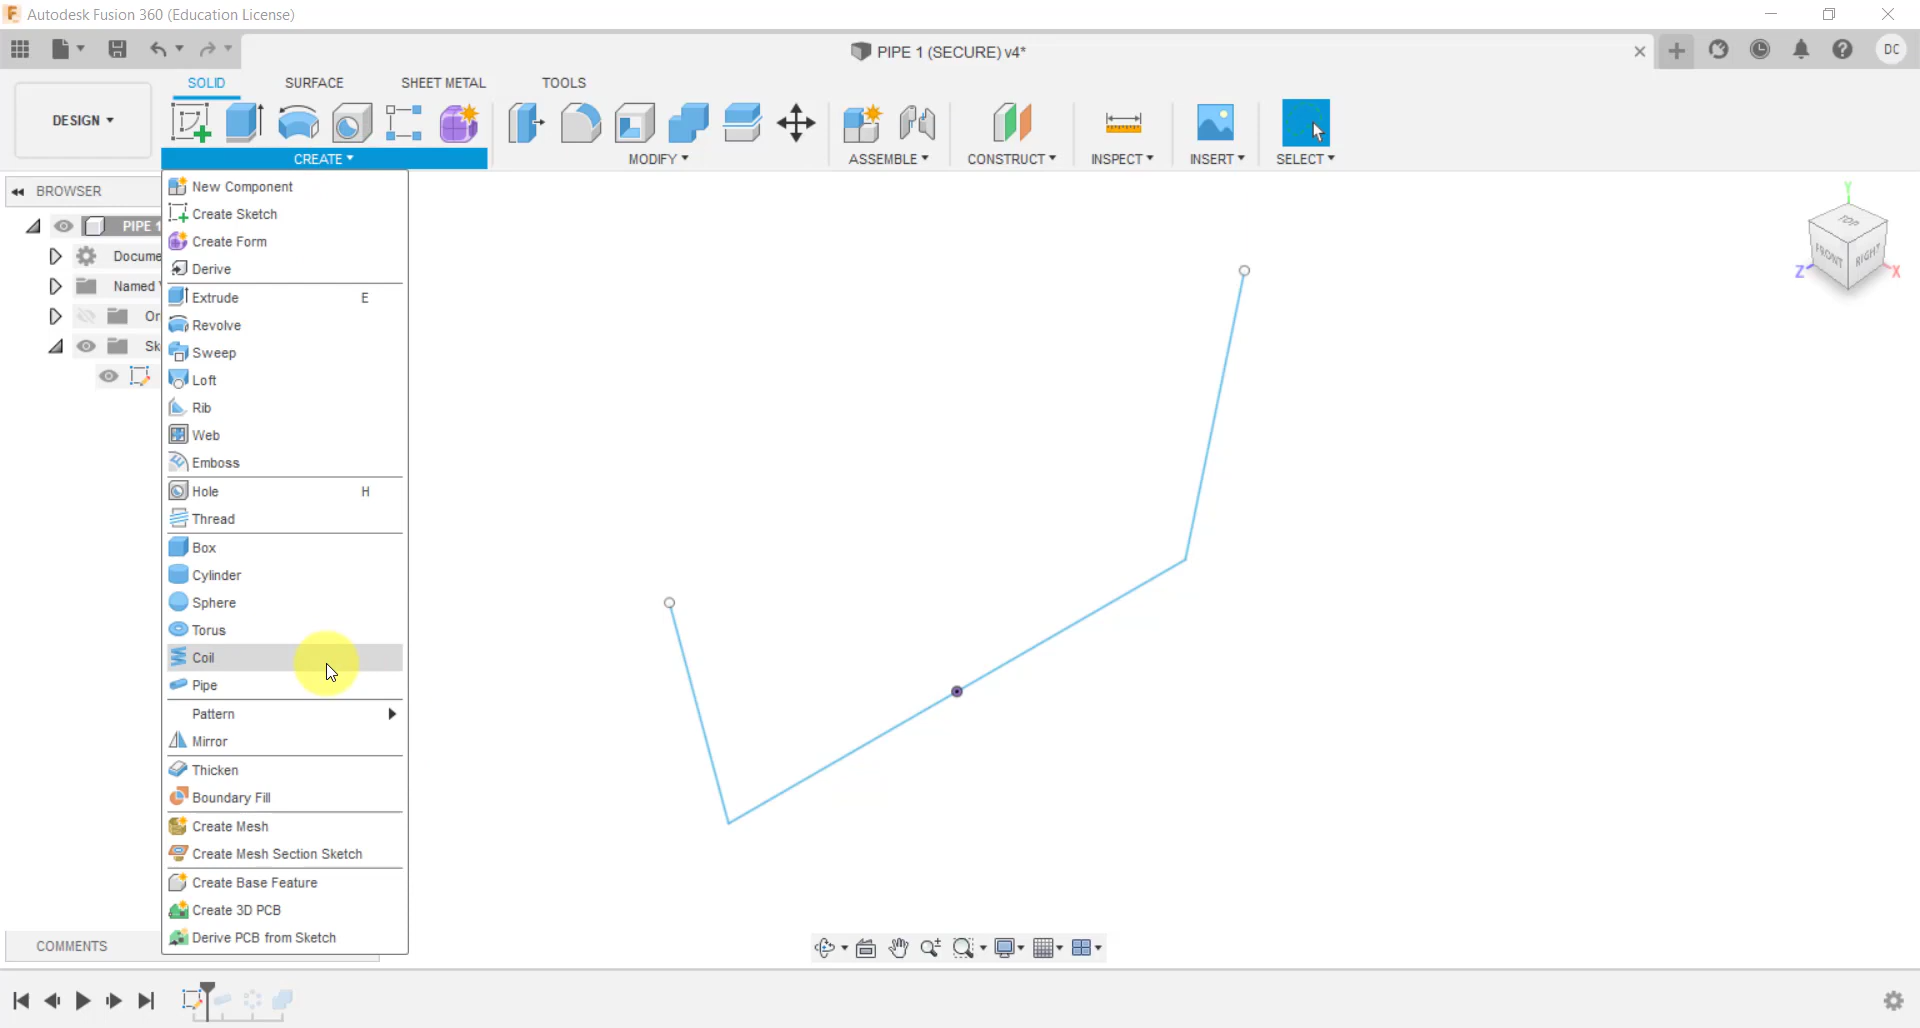 Autodesk Fusion 360 (Education License)
PIPE 1 (SECURE) v4*
DC
SOLID SURFACE SHEET METAL TOOLS
DESIGN
CREATE MODIFY ASSEMBLE CONSTRUCT INSPECT INSERT SELECT
BROWSER
PIPE 1
Docume
Named V
Or
Sk
New Component
Create Sketch
Create Form
Derive
Extrude E
Revolve
Sweep
Loft
Rib
Web
Emboss
Hole H
Thread
Box
Cylinder
Sphere
Torus
Coil
Pipe
Pattern
Mirror
Thicken
Boundary Fill
Create Mesh
Create Mesh Section Sketch
Create Base Feature
Create 3D PCB
Derive PCB from Sketch
Y
TOP
FRONT
RIGHT
Z
X
COMMENTS